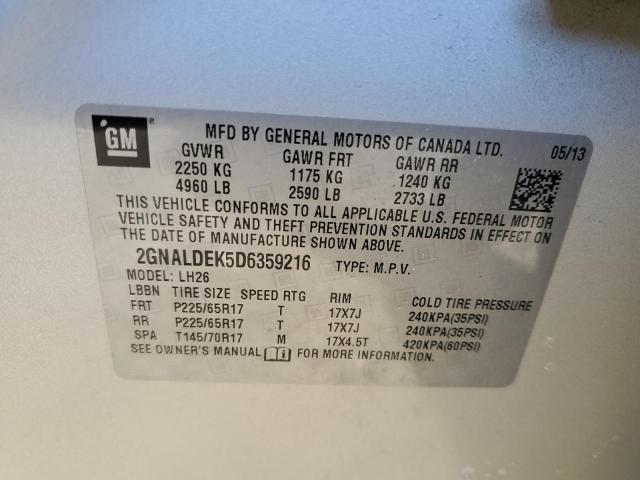 GM
MFD BY GENERAL MOTORS OF CANADA LTD. 05/13
GVWR GAWR FRT GAWR RR
2250 KG 1175 KG 1240 KG
4960 LB 2590 LB 2733 LB
THIS VEHICLE CONFORMS TO ALL APPLICABLE U.S. FEDERAL MOTOR
VEHICLE SAFETY AND THEFT PREVENTION STANDARDS IN EFFECT ON
THE DATE OF MANUFACTURE SHOWN ABOVE.
2GNALDEK5D6359216 TYPE: M.P.V.
MODEL: LH26
LBBN TIRE SIZE SPEED RTG RIM COLD TIRE PRESSURE
FRT P225/65R17 T 17X7J 240KPA(35PSI)
RR P225/65R17 T 17X7J 240KPA(35PSI)
SPA T145/70R17 M 17X4.5T 420KPA(60PSI)
SEE OWNER'S MANUAL FOR MORE INFORMATION.